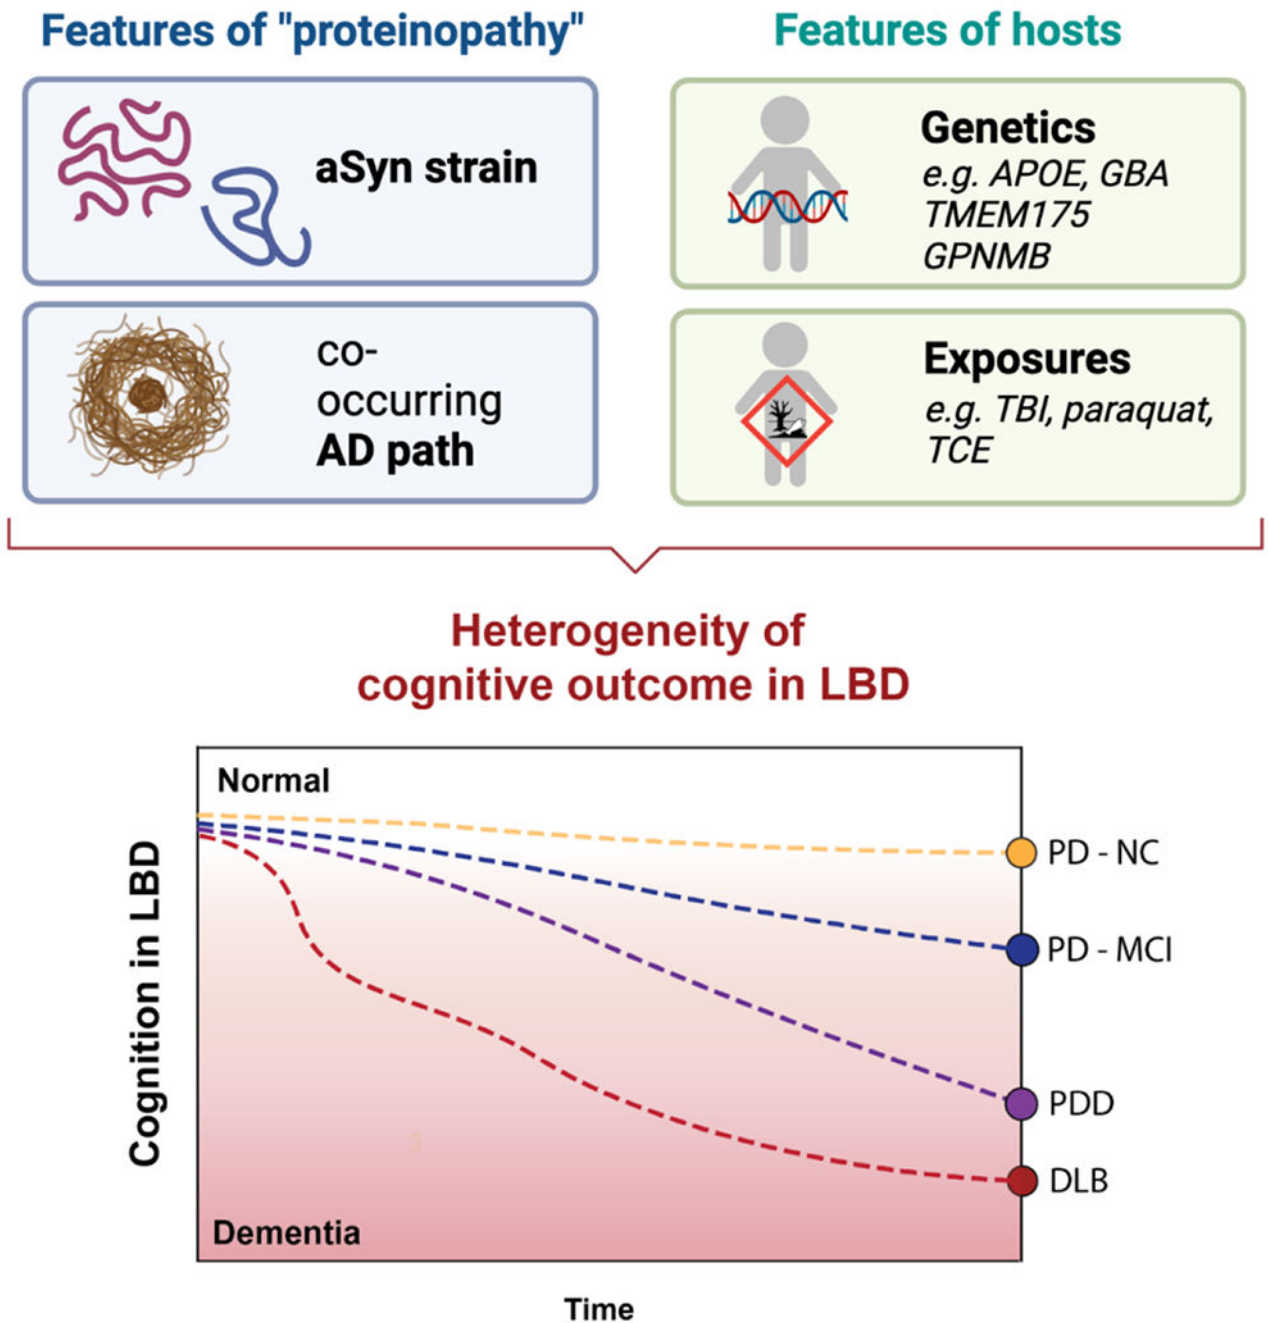 Features of "proteinopathy"
Features of hosts
aSyn strain
co-
occurring
AD path
Genetics
e.g. APOE, GBA
TMEM175
GPNMB
Exposures
e.g. TBI, paraquat,
TCE
Heterogeneity of
cognitive outcome in LBD
Cognition in LBD
Normal
PD - NC
PD - MCI
PDD
3
DLB
Dementia
Time